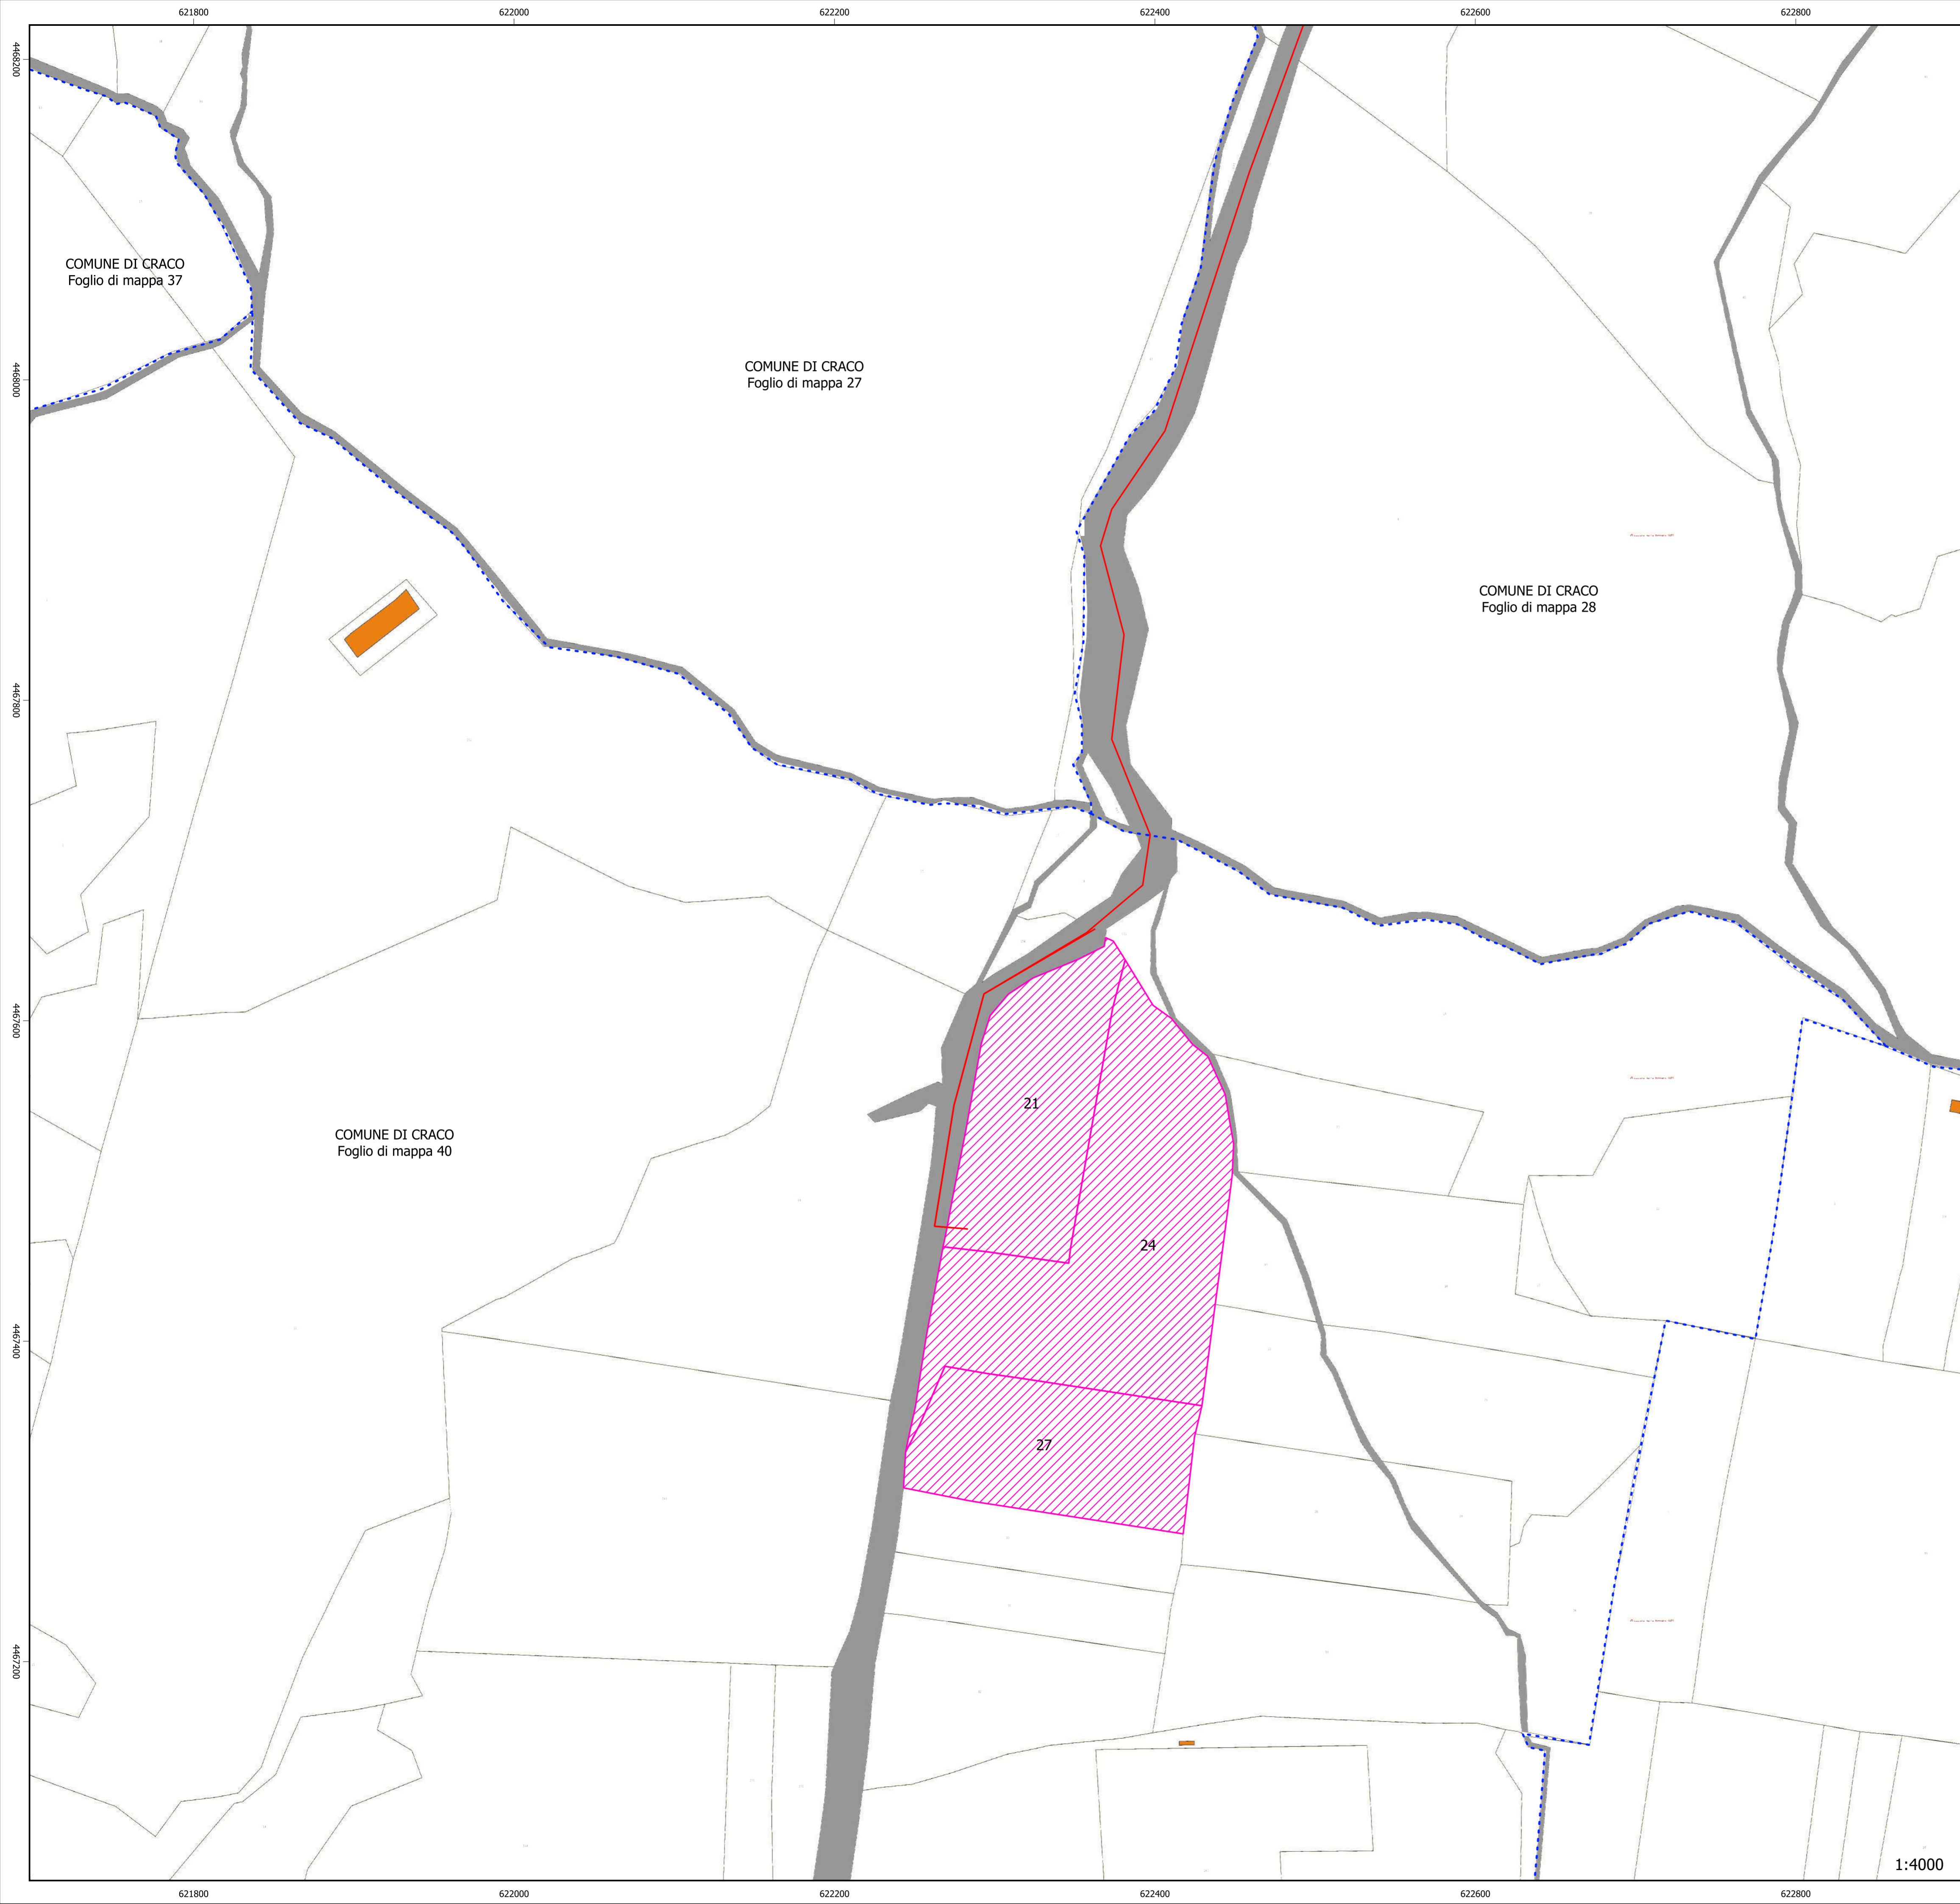 621800 622000 622200 622400 622600 622800
4468200
COMUNE DI CRACO
Foglio di mappa 37
COMUNE DI CRACO
Foglio di mappa 27
4468000
COMUNE DI CRACO
Foglio di mappa 28
4467800
4467600
21
COMUNE DI CRACO
Foglio di mappa 40
24
4467400
27
4467200
1:4000
621800 622000 622200 622400 622600 622800